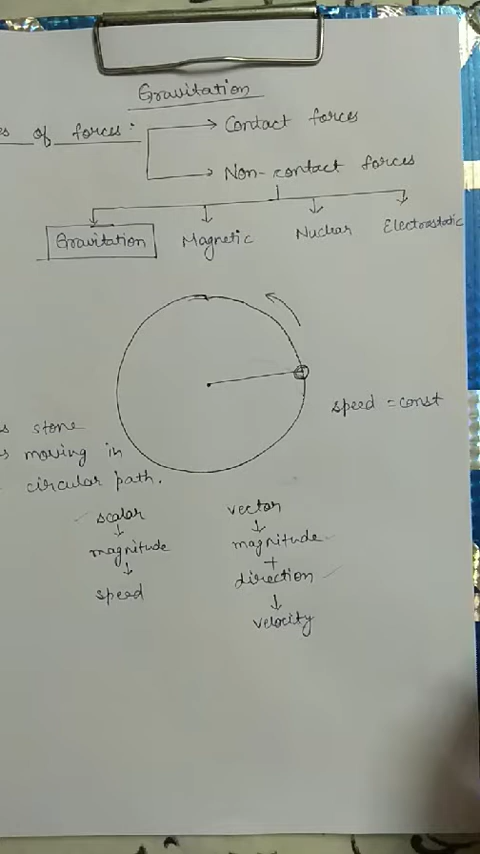 Gravitation
of forces: → Contact forces
→ Non-contact forces
Gravitation Magnetic Nuclear Electrostatic
speed = const
stone
moving in
circular path.
scalar vector
↓ ↓
magnitude magnitude
↓ +
speed direction
↓
velocity